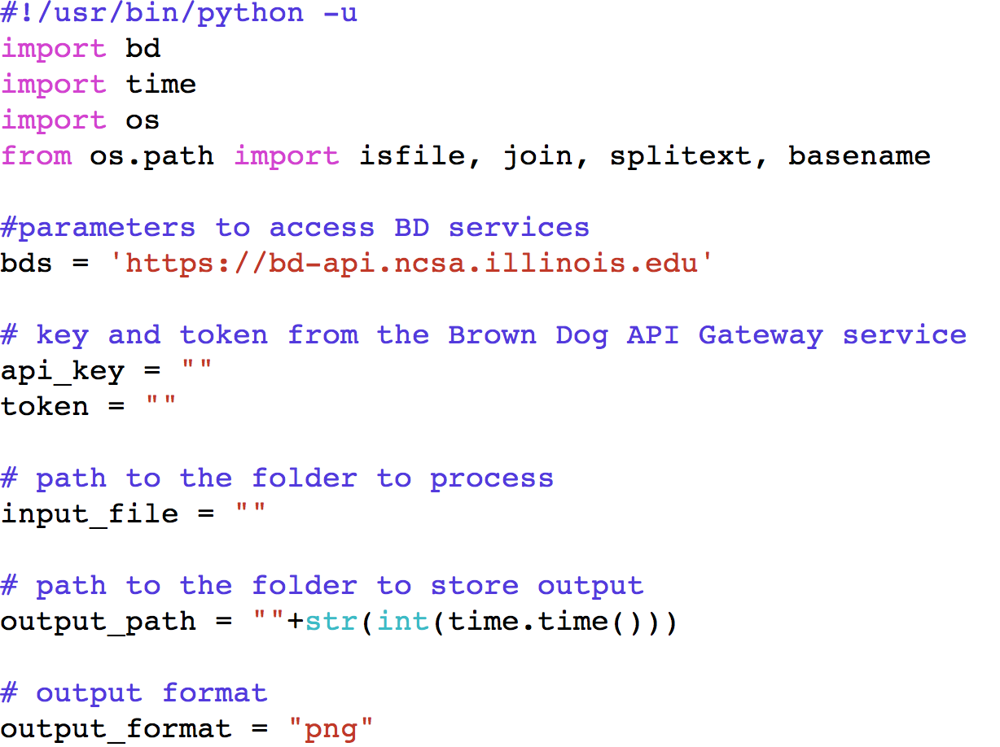 #!/usr/bin/python -u
import bd
import time
import os
from os.path import isfile, join, splitext, basename
#parameters to access BD services
bds = 'https://bd-api.ncsa.illinois.edu'
# key and token from the Brown Dog API Gateway service
api_key = ""
token = ""
# path to the folder to process
input_file = ""
# path to the folder to store output
output_path = ""+str(int(time.time()))
# output format
output_format = "png"